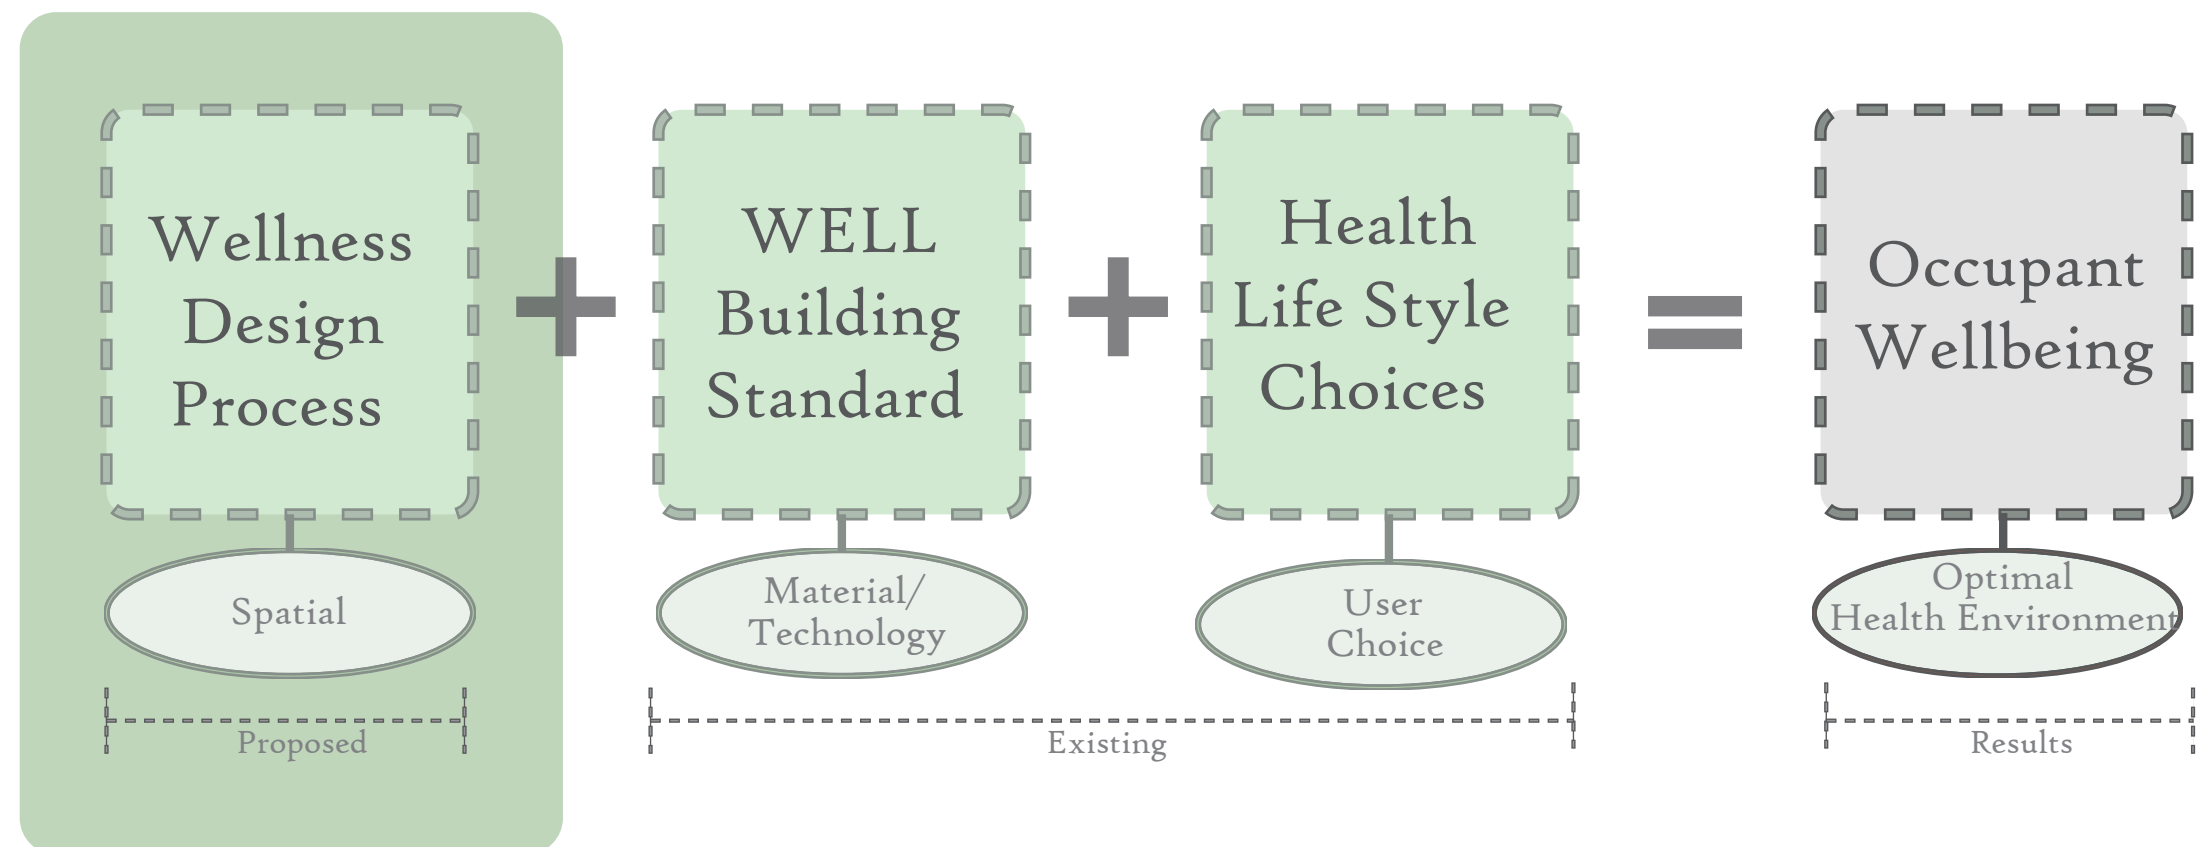 Wellness
Design
Process
+
WELL
Building
Standard
+
Health
Life Style
Choices
=
Occupant
Wellbeing
Spatial
Material/
Technology
User
Choice
Optimal
Health Environment
Proposed
Existing
Results